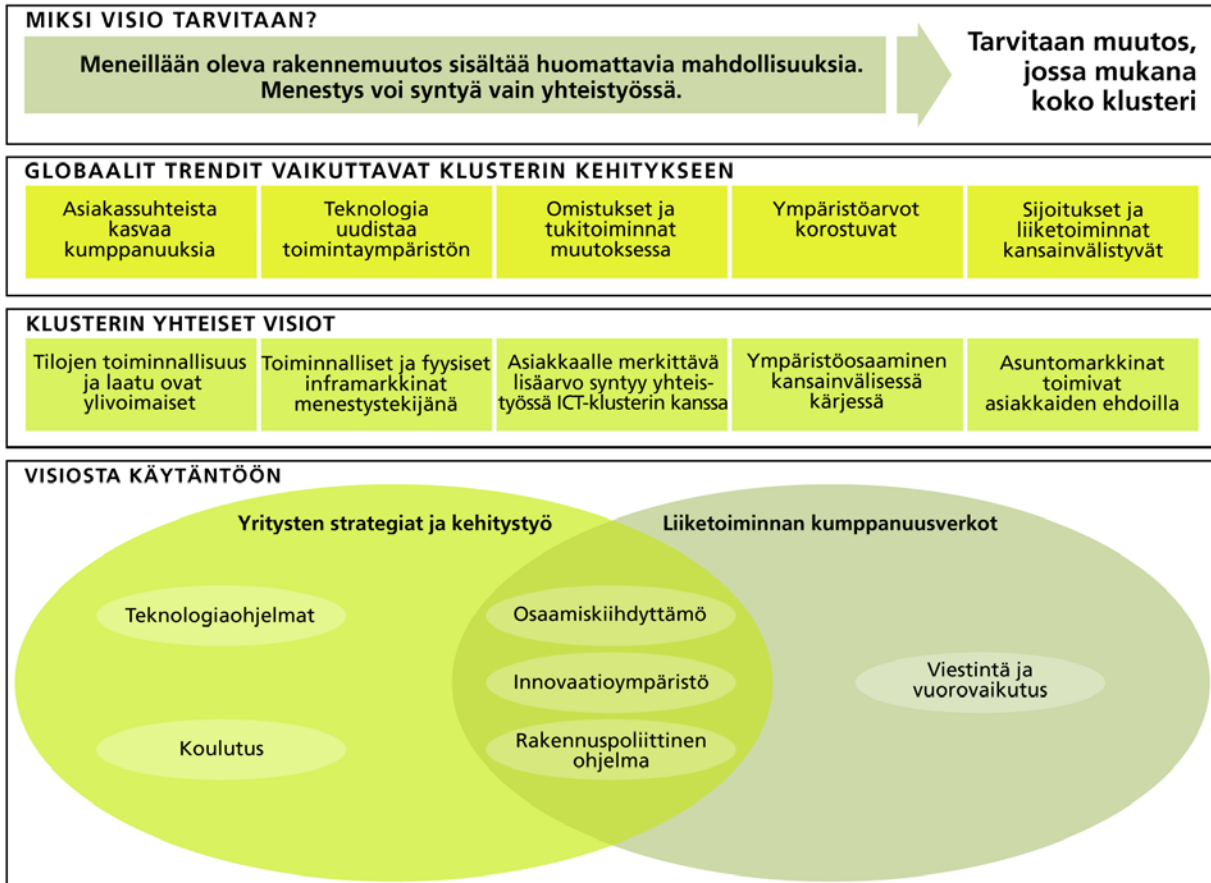 MIKSI VISIO TARVITAAN?
Meneillään oleva rakennemuutos sisältää huomattavia mahdollisuuksia.
Menestys voi syntyä vain yhteistyössä.
Tarvitaan muutos,
jossa mukana
koko klusteri
GLOBAALIT TRENDIT VAIKUTTAVAT KLUSTERIN KEHITYKSEEN
Asiakassuhteista
kasvaa
kumppanuuksia
Teknologia
uudistaa
toimintaympäristön
Omistukset ja
tukitoiminnat
muutoksessa
Ympäristöarvot
korostuvat
Sijoitukset ja
liiketoiminnat
kansainvälistyvät
KLUSTERIN YHTEISET VISIOT
Tilojen toiminnallisuus
ja laatu ovat
ylivoimaiset
Toiminnalliset ja fyysiset
inframarkkinat
menestystekijänä
Asiakkaalle merkittävä
lisäarvo syntyy yhteis-
työssä ICT-klusterin kanssa
Ympäristöosaaminen
kansainvälisessä
kärjessä
Asuntomarkkinat
toimivat
asiakkaiden ehdoilla
VISIOSTA KÄYTÄNTÖÖN
Yritysten strategiat ja kehitystyö
Liiketoiminnan kumppanuusverkot
Teknologiaohjelmat
Koulutus
Osaamiskiihdyttämö
Innovaatioympäristö
Rakennuspoliittinen
ohjelma
Viestintä ja
vuorovaikutus